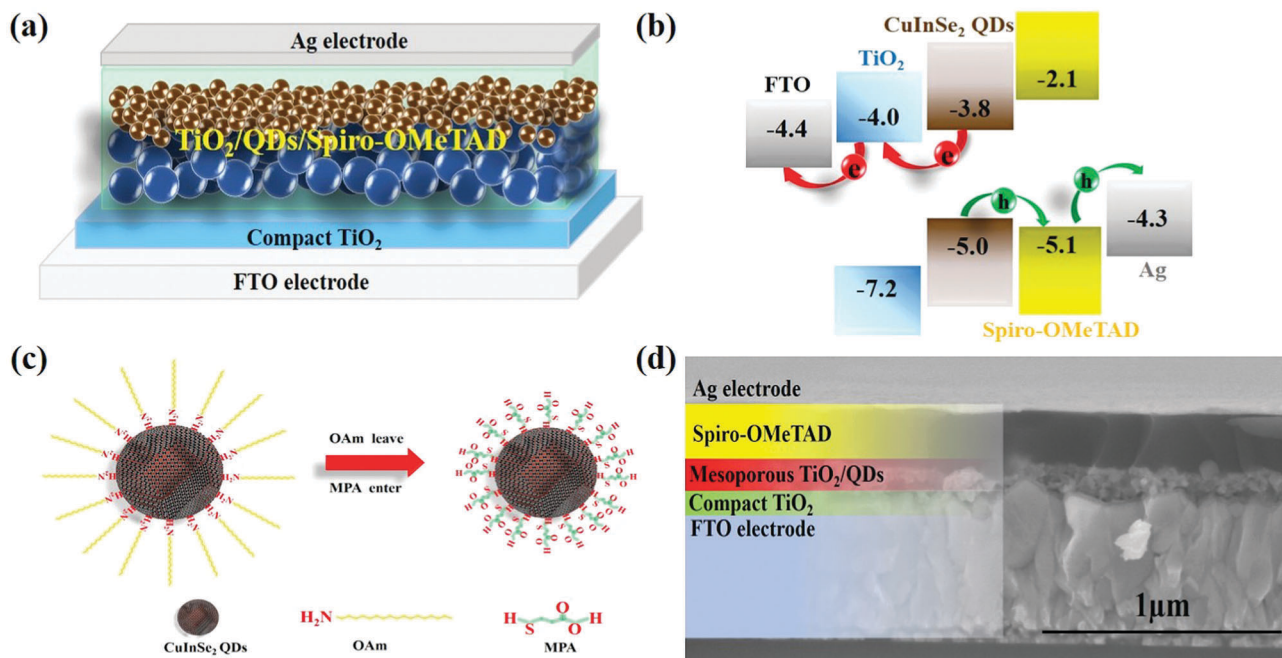 (a)
Ag electrode
TiO₂/QDs/Spiro-OMeTAD
Compact TiO₂
FTO electrode
(b)
CuInSe₂ QDs
TiO₂
FTO
-2.1
-3.8
-4.0
-4.4
e
e
h
h
-4.3
-5.0
-5.1
Ag
-7.2
Spiro-OMeTAD
(c)
OAm leave
MPA enter
H₂N
H
S
O
O
H
CuInSe₂ QDs
OAm
MPA
(d)
Ag electrode
Spiro-OMeTAD
Mesoporous TiO₂/QDs
Compact TiO₂
FTO electrode
1μm